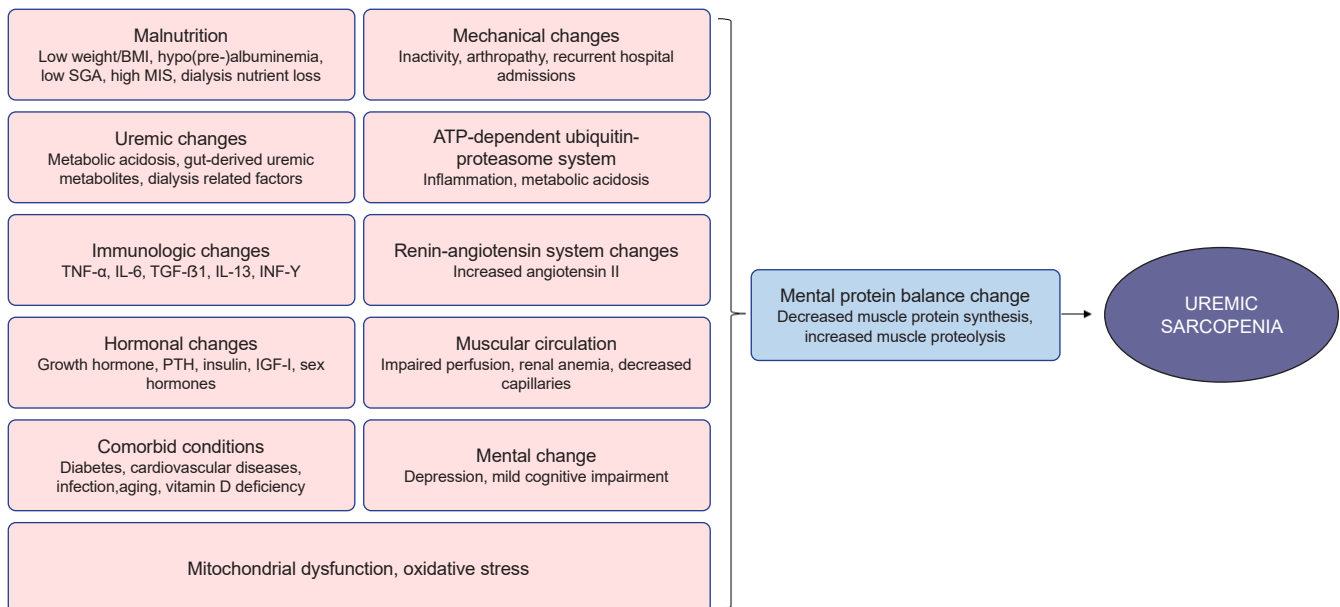 Malnutrition
Low weight/BMI, hypo(pre-)albuminemia,
low SGA, high MIS, dialysis nutrient loss
Mechanical changes
Inactivity, arthropathy, recurrent hospital
admissions
Uremic changes
Metabolic acidosis, gut-derived uremic
metabolites, dialysis related factors
ATP-dependent ubiquitin-
proteasome system
Inflammation, metabolic acidosis
Immunologic changes
TNF-α, IL-6, TGF-ß1, IL-13, INF-Y
Renin-angiotensin system changes
Increased angiotensin II
Hormonal changes
Growth hormone, PTH, insulin, IGF-I, sex
hormones
Muscular circulation
Impaired perfusion, renal anemia, decreased
capillaries
Comorbid conditions
Diabetes, cardiovascular diseases,
infection,aging, vitamin D deficiency
Mental change
Depression, mild cognitive impairment
Mitochondrial dysfunction, oxidative stress
Mental protein balance change
Decreased muscle protein synthesis,
increased muscle proteolysis
UREMIC
SARCOPENIA